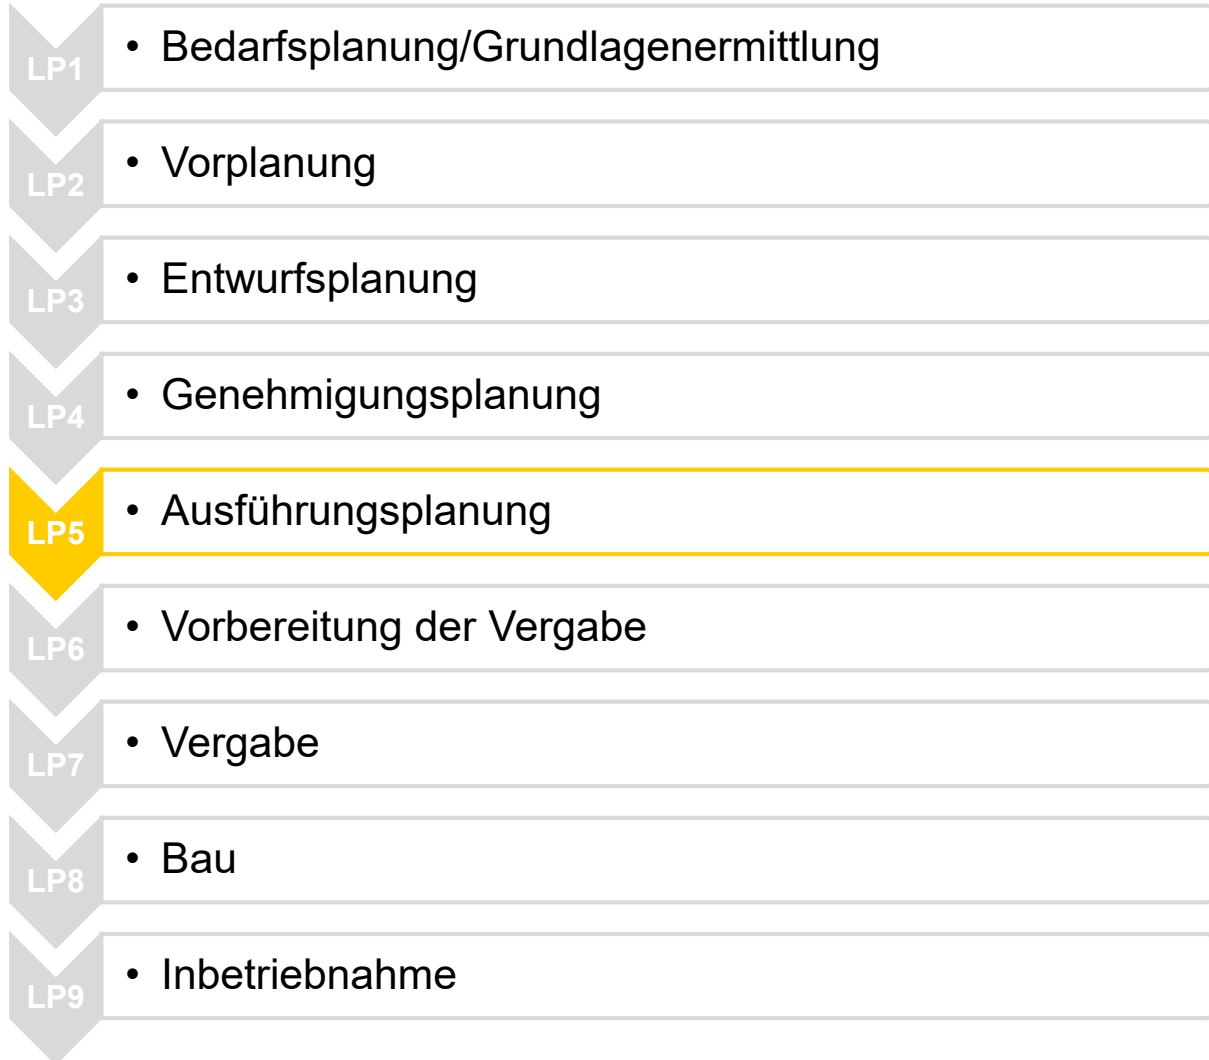 LP1 • Bedarfsplanung/Grundlagenermittlung
LP2 • Vorplanung
LP3 • Entwurfsplanung
LP4 • Genehmigungsplanung
LP5 • Ausführungsplanung
LP6 • Vorbereitung der Vergabe
LP7 • Vergabe
LP8 • Bau
LP9 • Inbetriebnahme